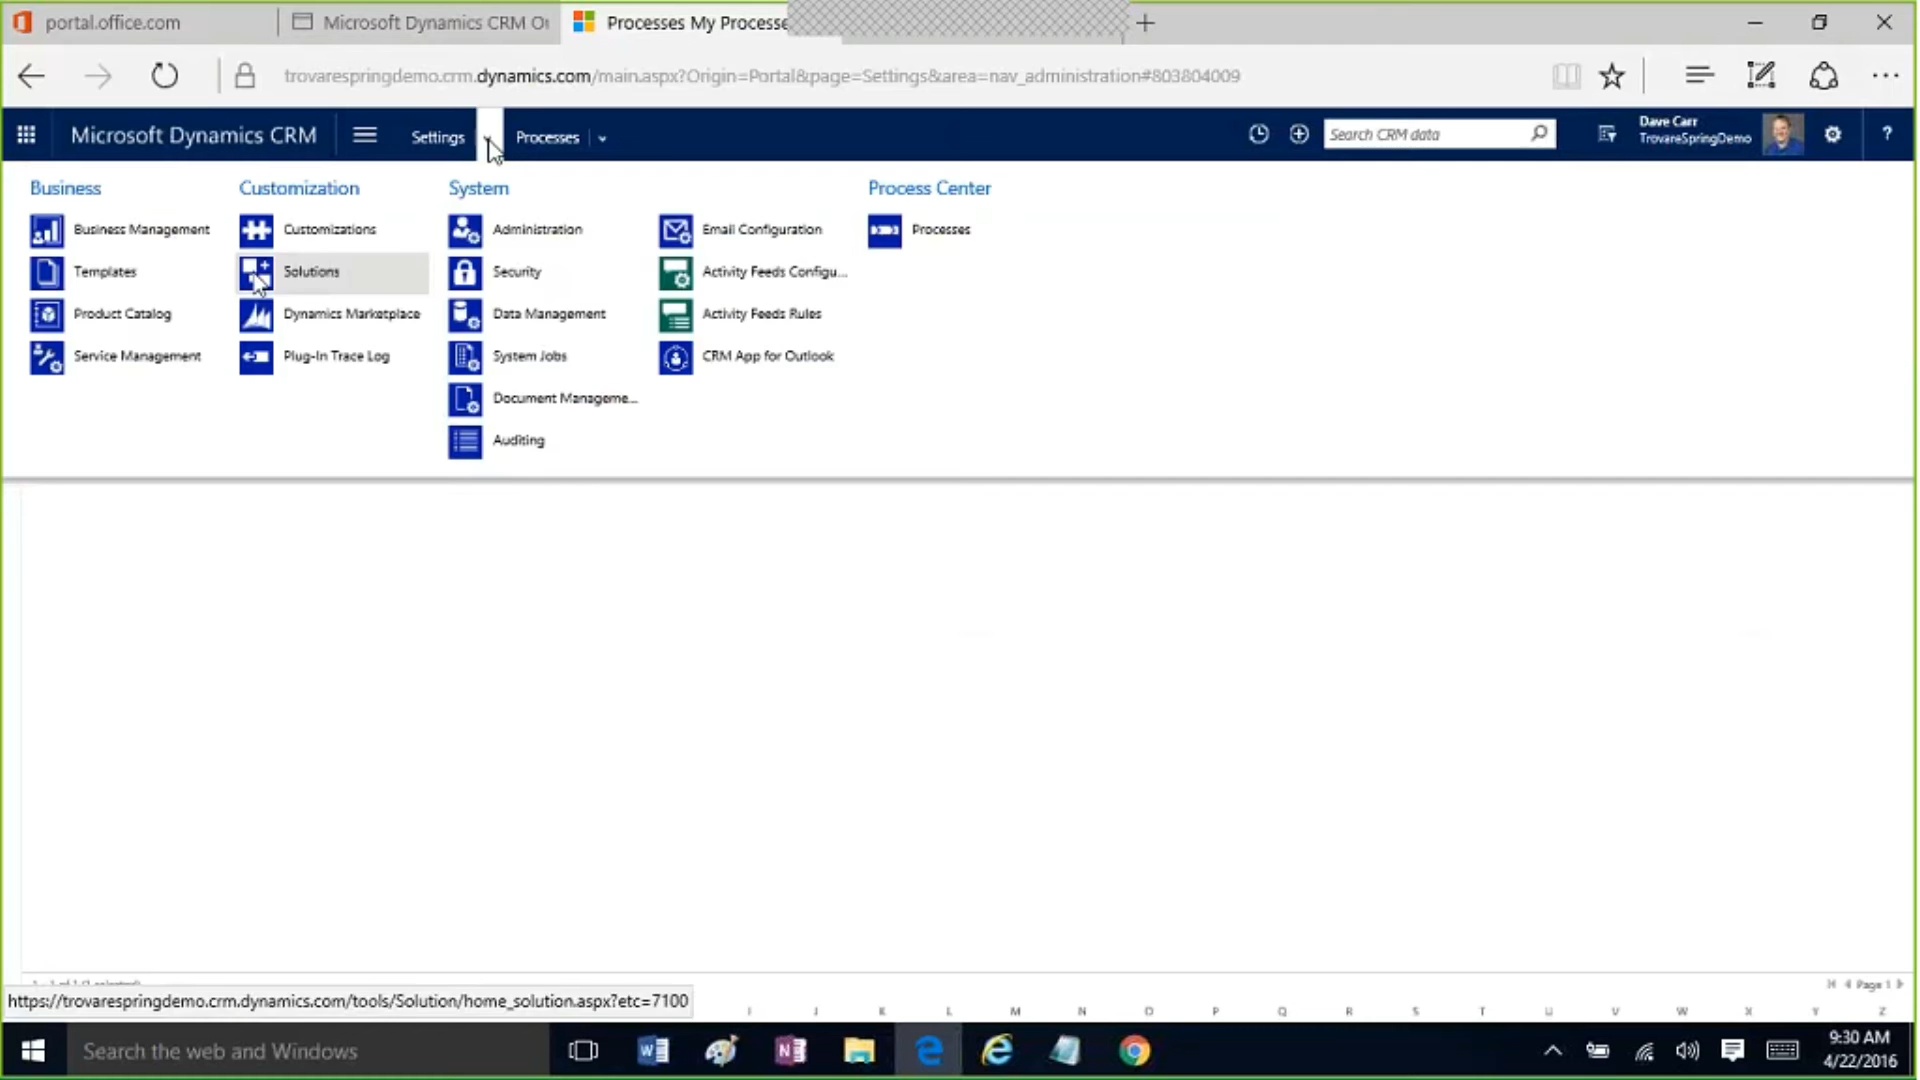 portal.office.com
Microsoft Dynamics CRM O
Processes My Processe
trovarespringdemo.crm.dynamics.com/main.aspx?Origin=Portal&page=Settings&area=nav_administration#803804009
Microsoft Dynamics CRM
Settings
Processes
Search CRM data
Dave Carr
TrovareSpringDemo
?
Business
Customization
System
Process Center
Business Management
Customizations
Administration
Email Configuration
Processes
Templates
Solutions
Security
Activity Feeds Configu...
Product Catalog
Dynamics Marketplace
Data Management
Activity Feeds Rules
Service Management
Plug-In Trace Log
System Jobs
CRM App for Outlook
Document Manageme...
Auditing
Page 1
https://trovarespringdemo.crm.dynamics.com/tools/Solution/home_solution.aspx?etc=7100
I J K L M N O P Q R S T U V W X Y Z
Search the web and Windows
9:30 AM
4/22/2016